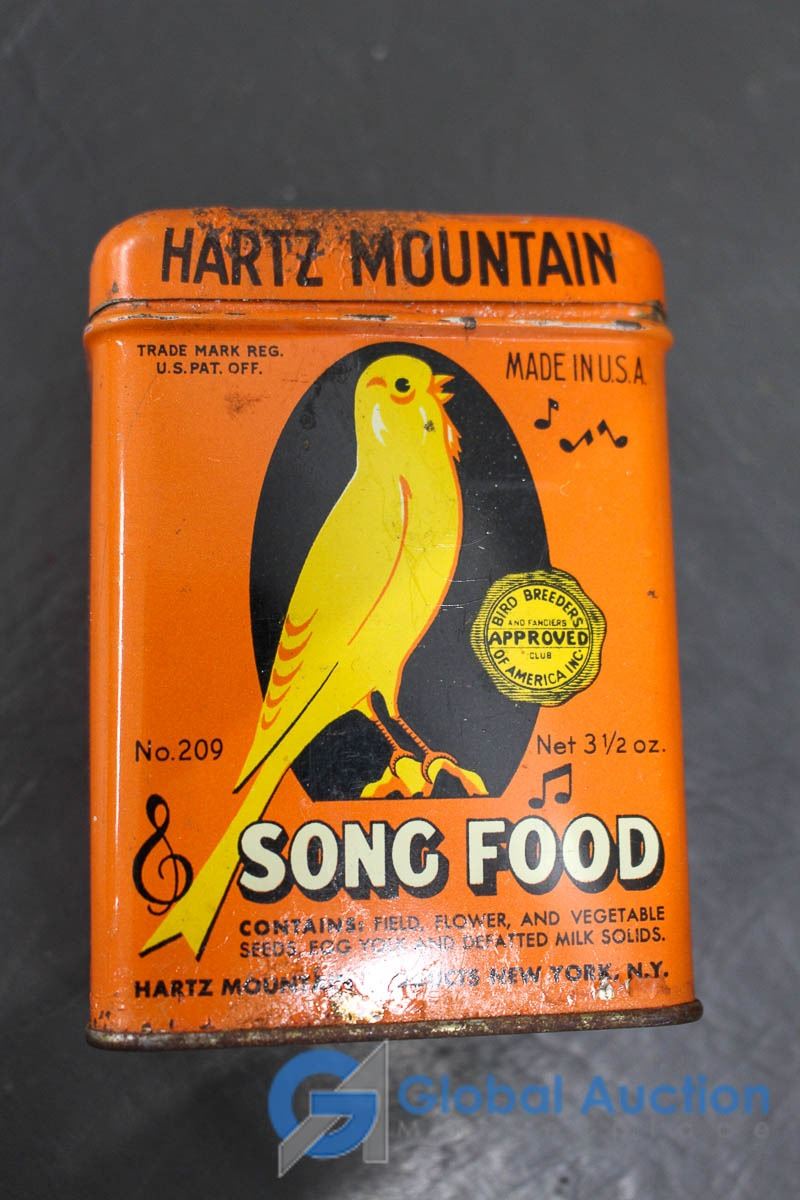 HARTZ MOUNTAIN
TRADE MARK REG.
U.S. PAT. OFF.
MADE IN U.S.A.
BIRD BREEDERS
AND FANCIERS
APPROVED
CLUB
OF AMERICA INC.
No. 209
Net 3 1/2 oz.
SONG FOOD
CONTAINS: FIELD, FLOWER, AND VEGETABLE
SEEDS, EGG YOLK AND DEFATTED MILK SOLIDS.
HARTZ MOUNTAIN NEW YORK, N.Y.
Global Auction